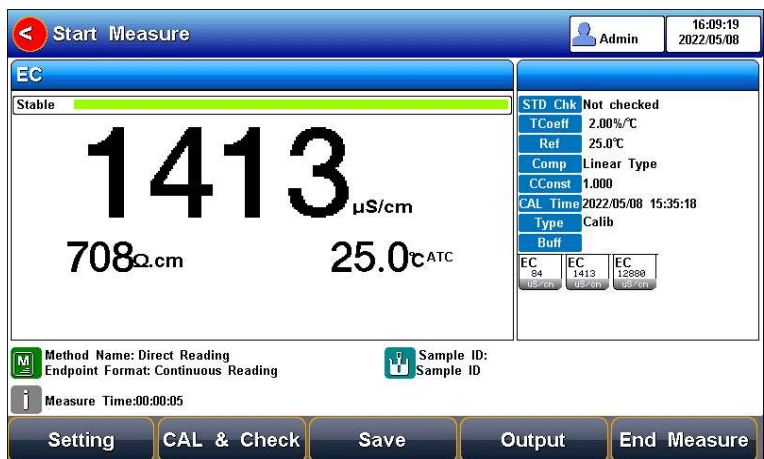 < Start Measure
Admin
16:09:19
2022/05/08
EC
Stable
1413 µS/cm
708Ω.cm
25.0℃ ATC
STD Chk Not checked
TCoeff 2.00%/℃
Ref 25.0℃
Comp Linear Type
CConst 1.000
CAL Time 2022/05/08 15:35:18
Type Calib
Buff
EC EC EC
84 1413 12880
uS/cm uS/cm uS/cm
M Method Name: Direct Reading
Endpoint Format: Continuous Reading
Sample ID:
Sample ID
i Measure Time:00:00:05
Setting CAL & Check Save Output End Measure